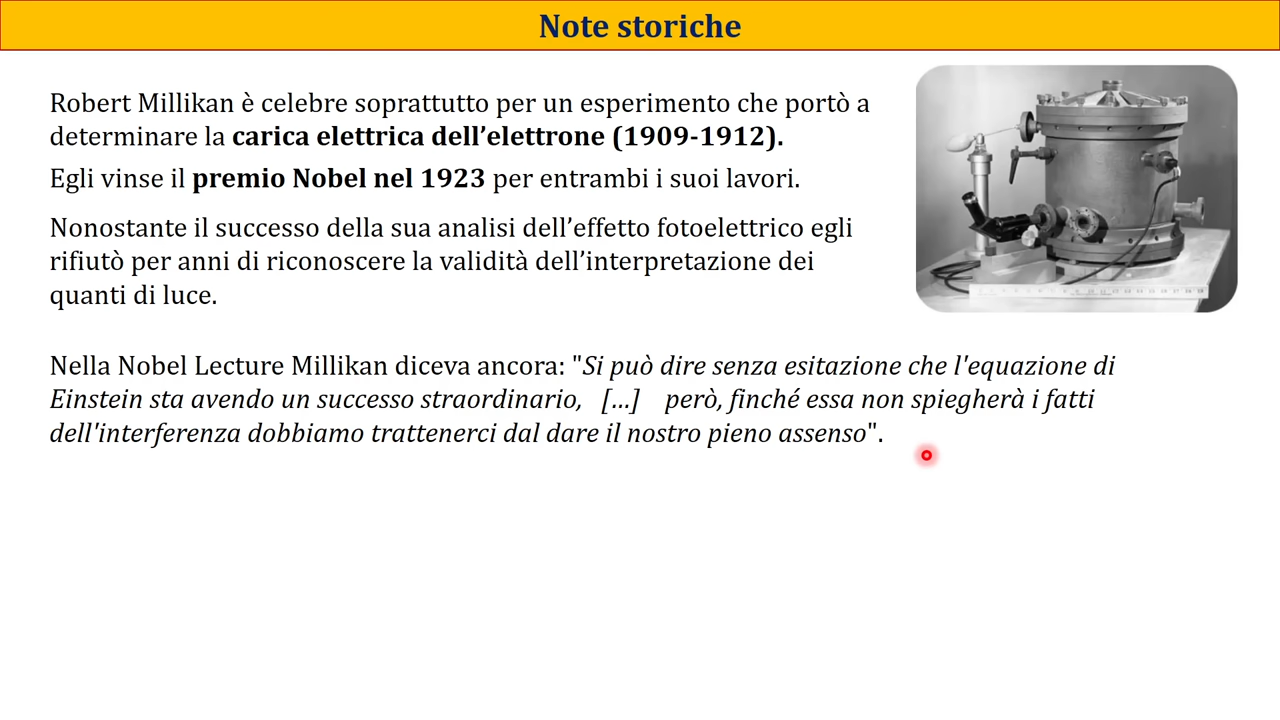 Note storiche
Robert Millikan è celebre soprattutto per un esperimento che portò a
determinare la carica elettrica dell’elettrone (1909-1912).
Egli vinse il premio Nobel nel 1923 per entrambi i suoi lavori.
Nonostante il successo della sua analisi dell’effetto fotoelettrico egli
rifiutò per anni di riconoscere la validità dell’interpretazione dei
quanti di luce.
Nella Nobel Lecture Millikan diceva ancora: "Si può dire senza esitazione che l'equazione di
Einstein sta avendo un successo straordinario, [...] però, finché essa non spiegherà i fatti
dell'interferenza dobbiamo trattenerci dal dare il nostro pieno assenso".